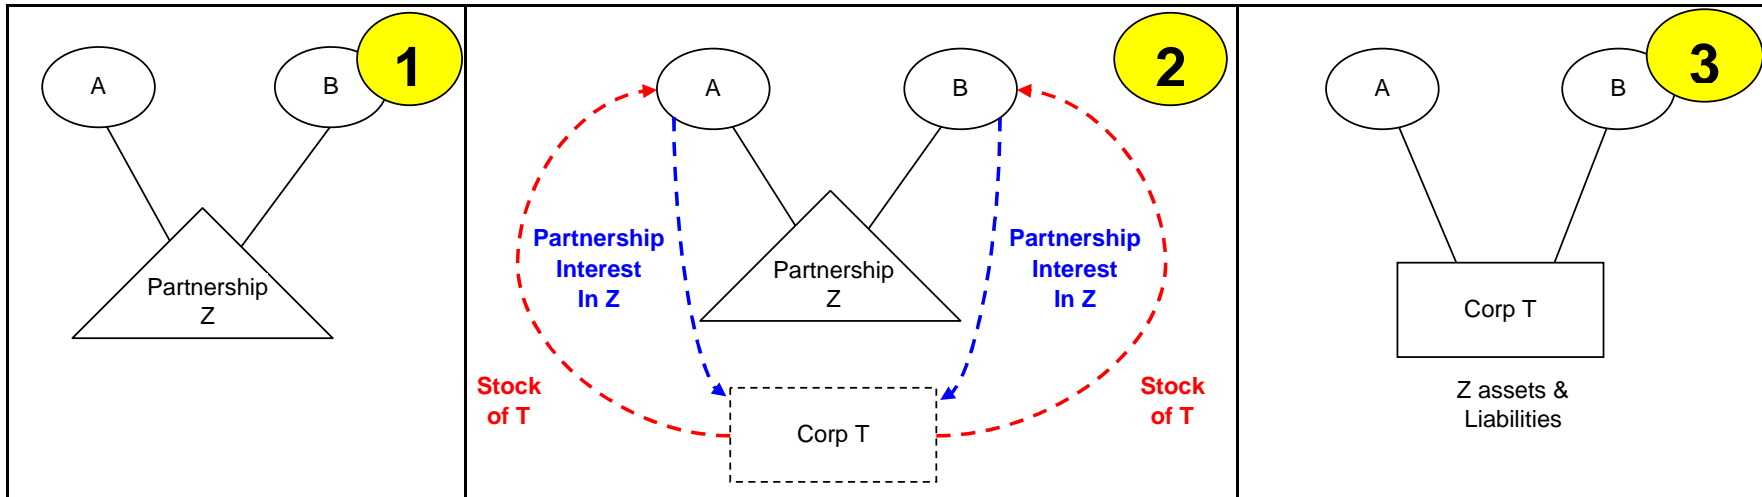 1
A
B
Partnership
Z
2
A
B
Partnership
Interest
In Z
Partnership
Z
Partnership
Interest
In Z
Stock
of T
Corp T
Stock
of T
3
A
B
Corp T
Z assets &
Liabilities